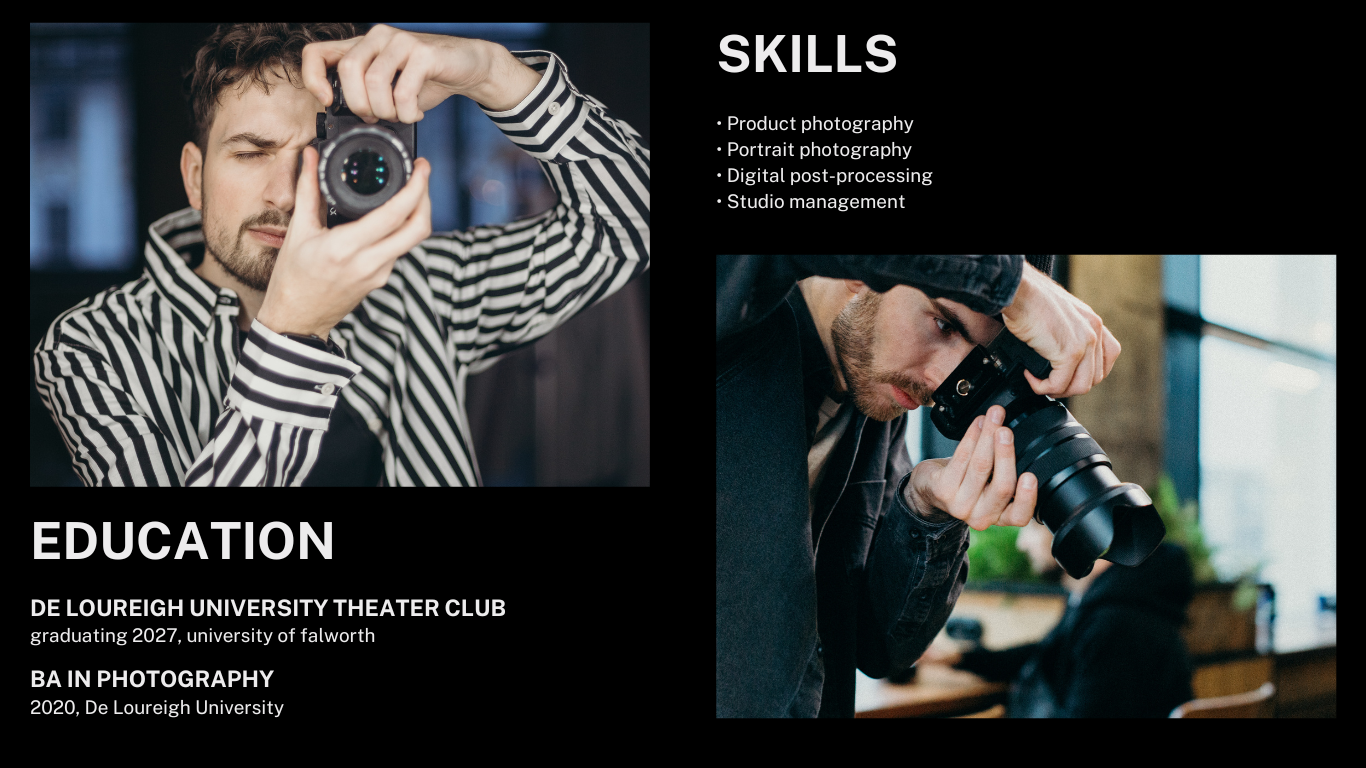 SKILLS
• Product photography
• Portrait photography
• Digital post-processing
• Studio management
EDUCATION
DE LOUREIGH UNIVERSITY THEATER CLUB
graduating 2027, university of falworth
BA IN PHOTOGRAPHY
2020, De Loureigh University